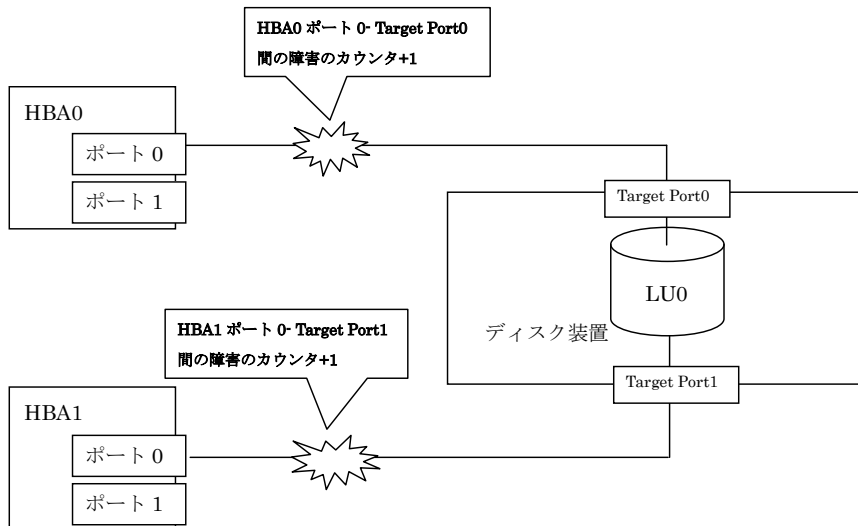 HBA0 ポート 0- Target Port0
間の障害のカウンタ+1
HBA0
ポート 0
ポート 1
Target Port0
LU0
ディスク装置
HBA1 ポート 0- Target Port1
間の障害のカウンタ+1
Target Port1
HBA1
ポート 0
ポート 1